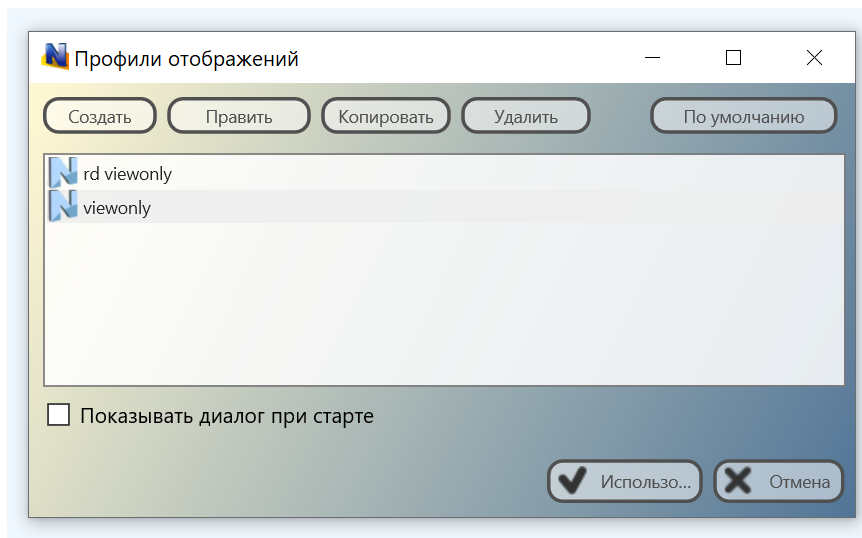 Профили отображений
Создать Править Копировать Удалить По умолчанию
rd viewonly
viewonly
Показывать диалог при старте
Использо... Отмена